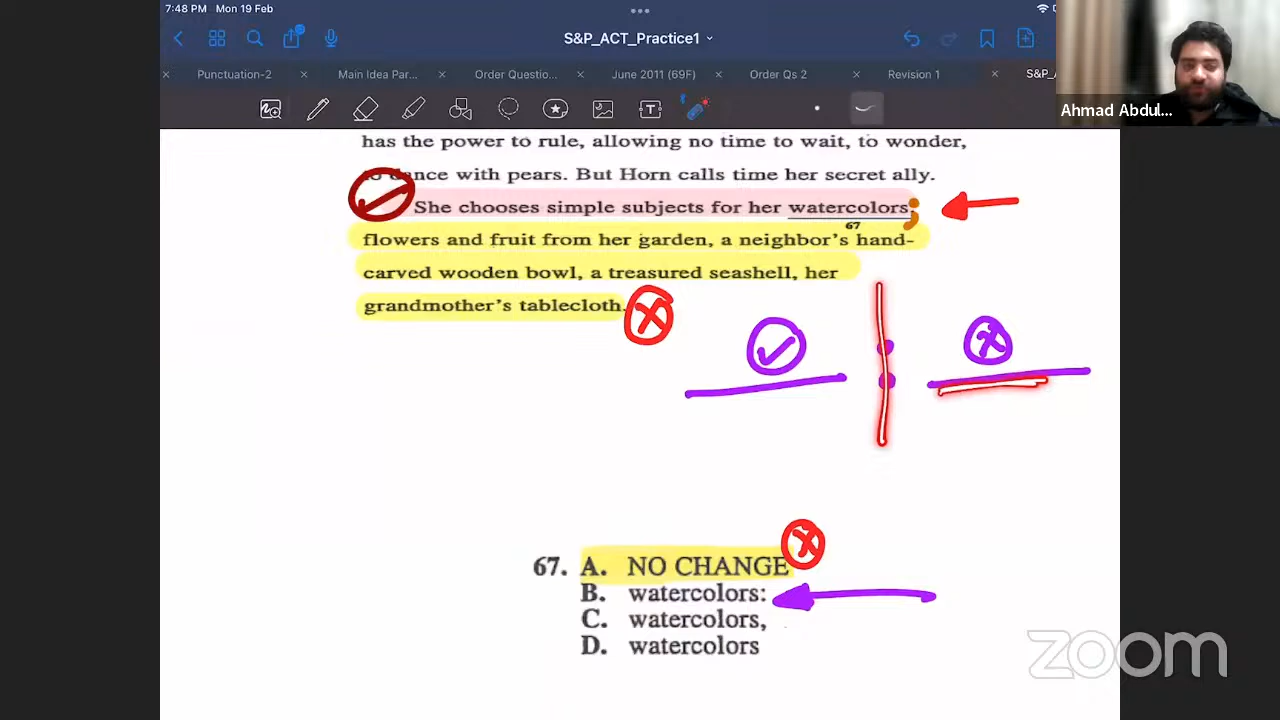 7:48 PM Mon 19 Feb
S&P_ACT_Practice1
Punctuation-2
Main Idea Par...
Order Questio...
June 2011 (69F)
Order Qs 2
Revision 1
S&P_A
Ahmad Abdul...
has the power to rule, allowing no time to wait, to wonder,
to dance with pears. But Horn calls time her secret ally.
She chooses simple subjects for her watercolors;
67
flowers and fruit from her garden, a neighbor's hand-
carved wooden bowl, a treasured seashell, her
grandmother's tablecloth.
67. A. NO CHANGE
B. watercolors:
C. watercolors,
D. watercolors
zoom